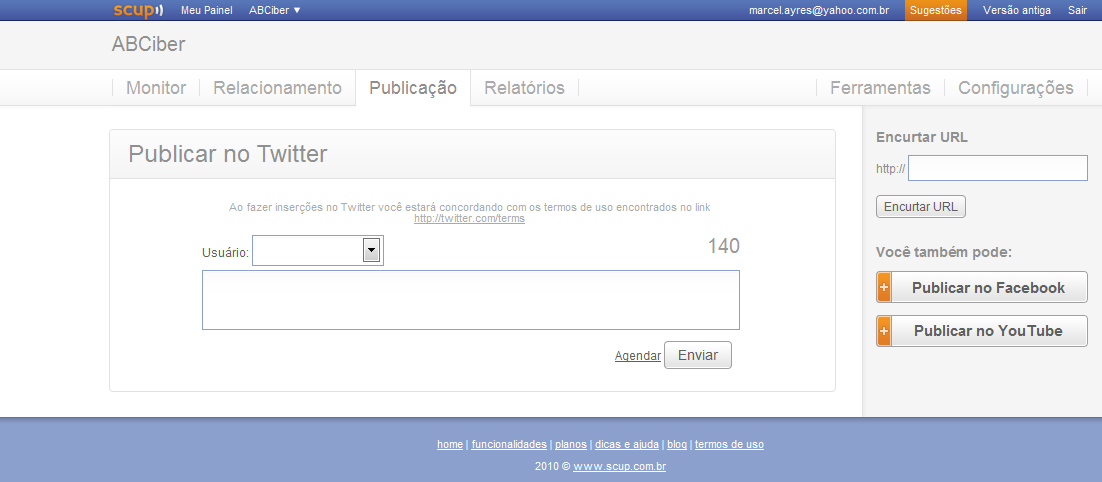 scup Meu Painel ABCiber ▼ marcel.ayres@yahoo.com.br Sugestões Versão antiga Sair
ABCiber
Monitor Relacionamento Publicação Relatórios Ferramentas Configurações
Publicar no Twitter
Ao fazer inserções no Twitter você estará concordando com os termos de uso encontrados no link
http://twitter.com/terms
Usuário: 140
Agendar Enviar
Encurtar URL
http://
Encurtar URL
Você também pode:
+ Publicar no Facebook
+ Publicar no YouTube
home | funcionalidades | planos | dicas e ajuda | blog | termos de uso
2010 © www.scup.com.br